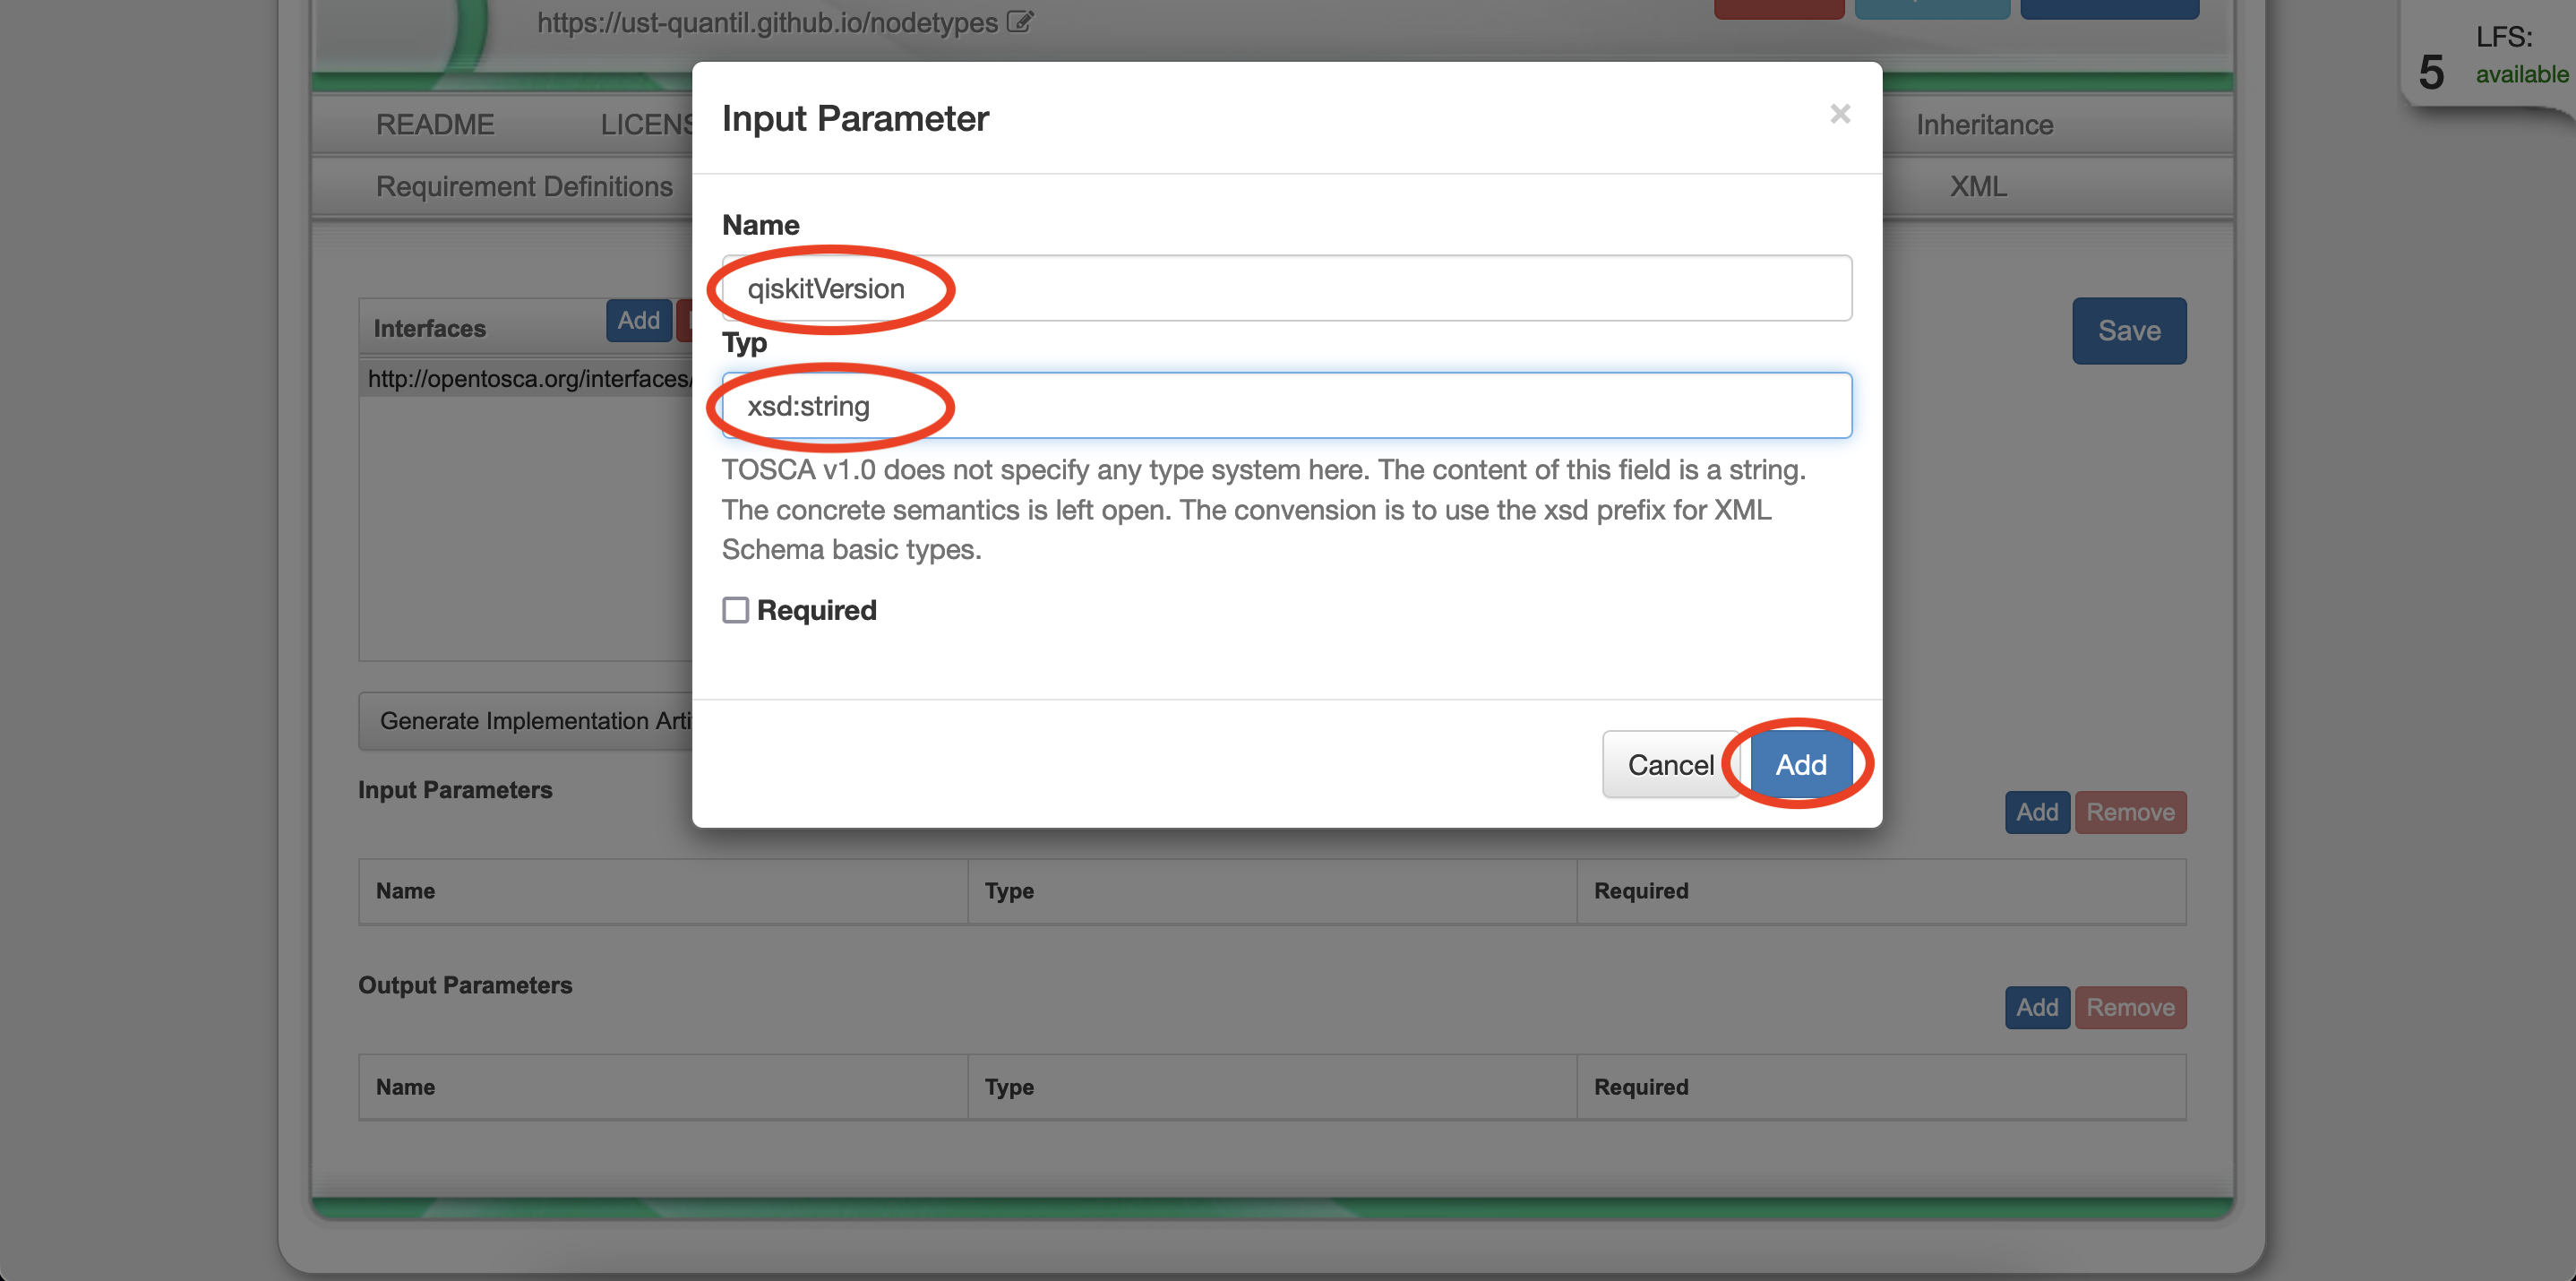 https://ust-quantil.github.io/nodetypes
LFS:
5 available
Input Parameter ×
README LICENS Inheritance
Requirement Definitions XML
Name
qiskitVersion
Interfaces Add Save
Typ
http://opentosca.org/interfaces/
xsd:string
TOSCA v1.0 does not specify any type system here. The content of this field is a string.
The concrete semantics is left open. The convension is to use the xsd prefix for XML
Schema basic types.
Required
Generate Implementation Arti
Cancel Add
Input Parameters
Add Remove
Name Type Required
Output Parameters
Add Remove
Name Type Required